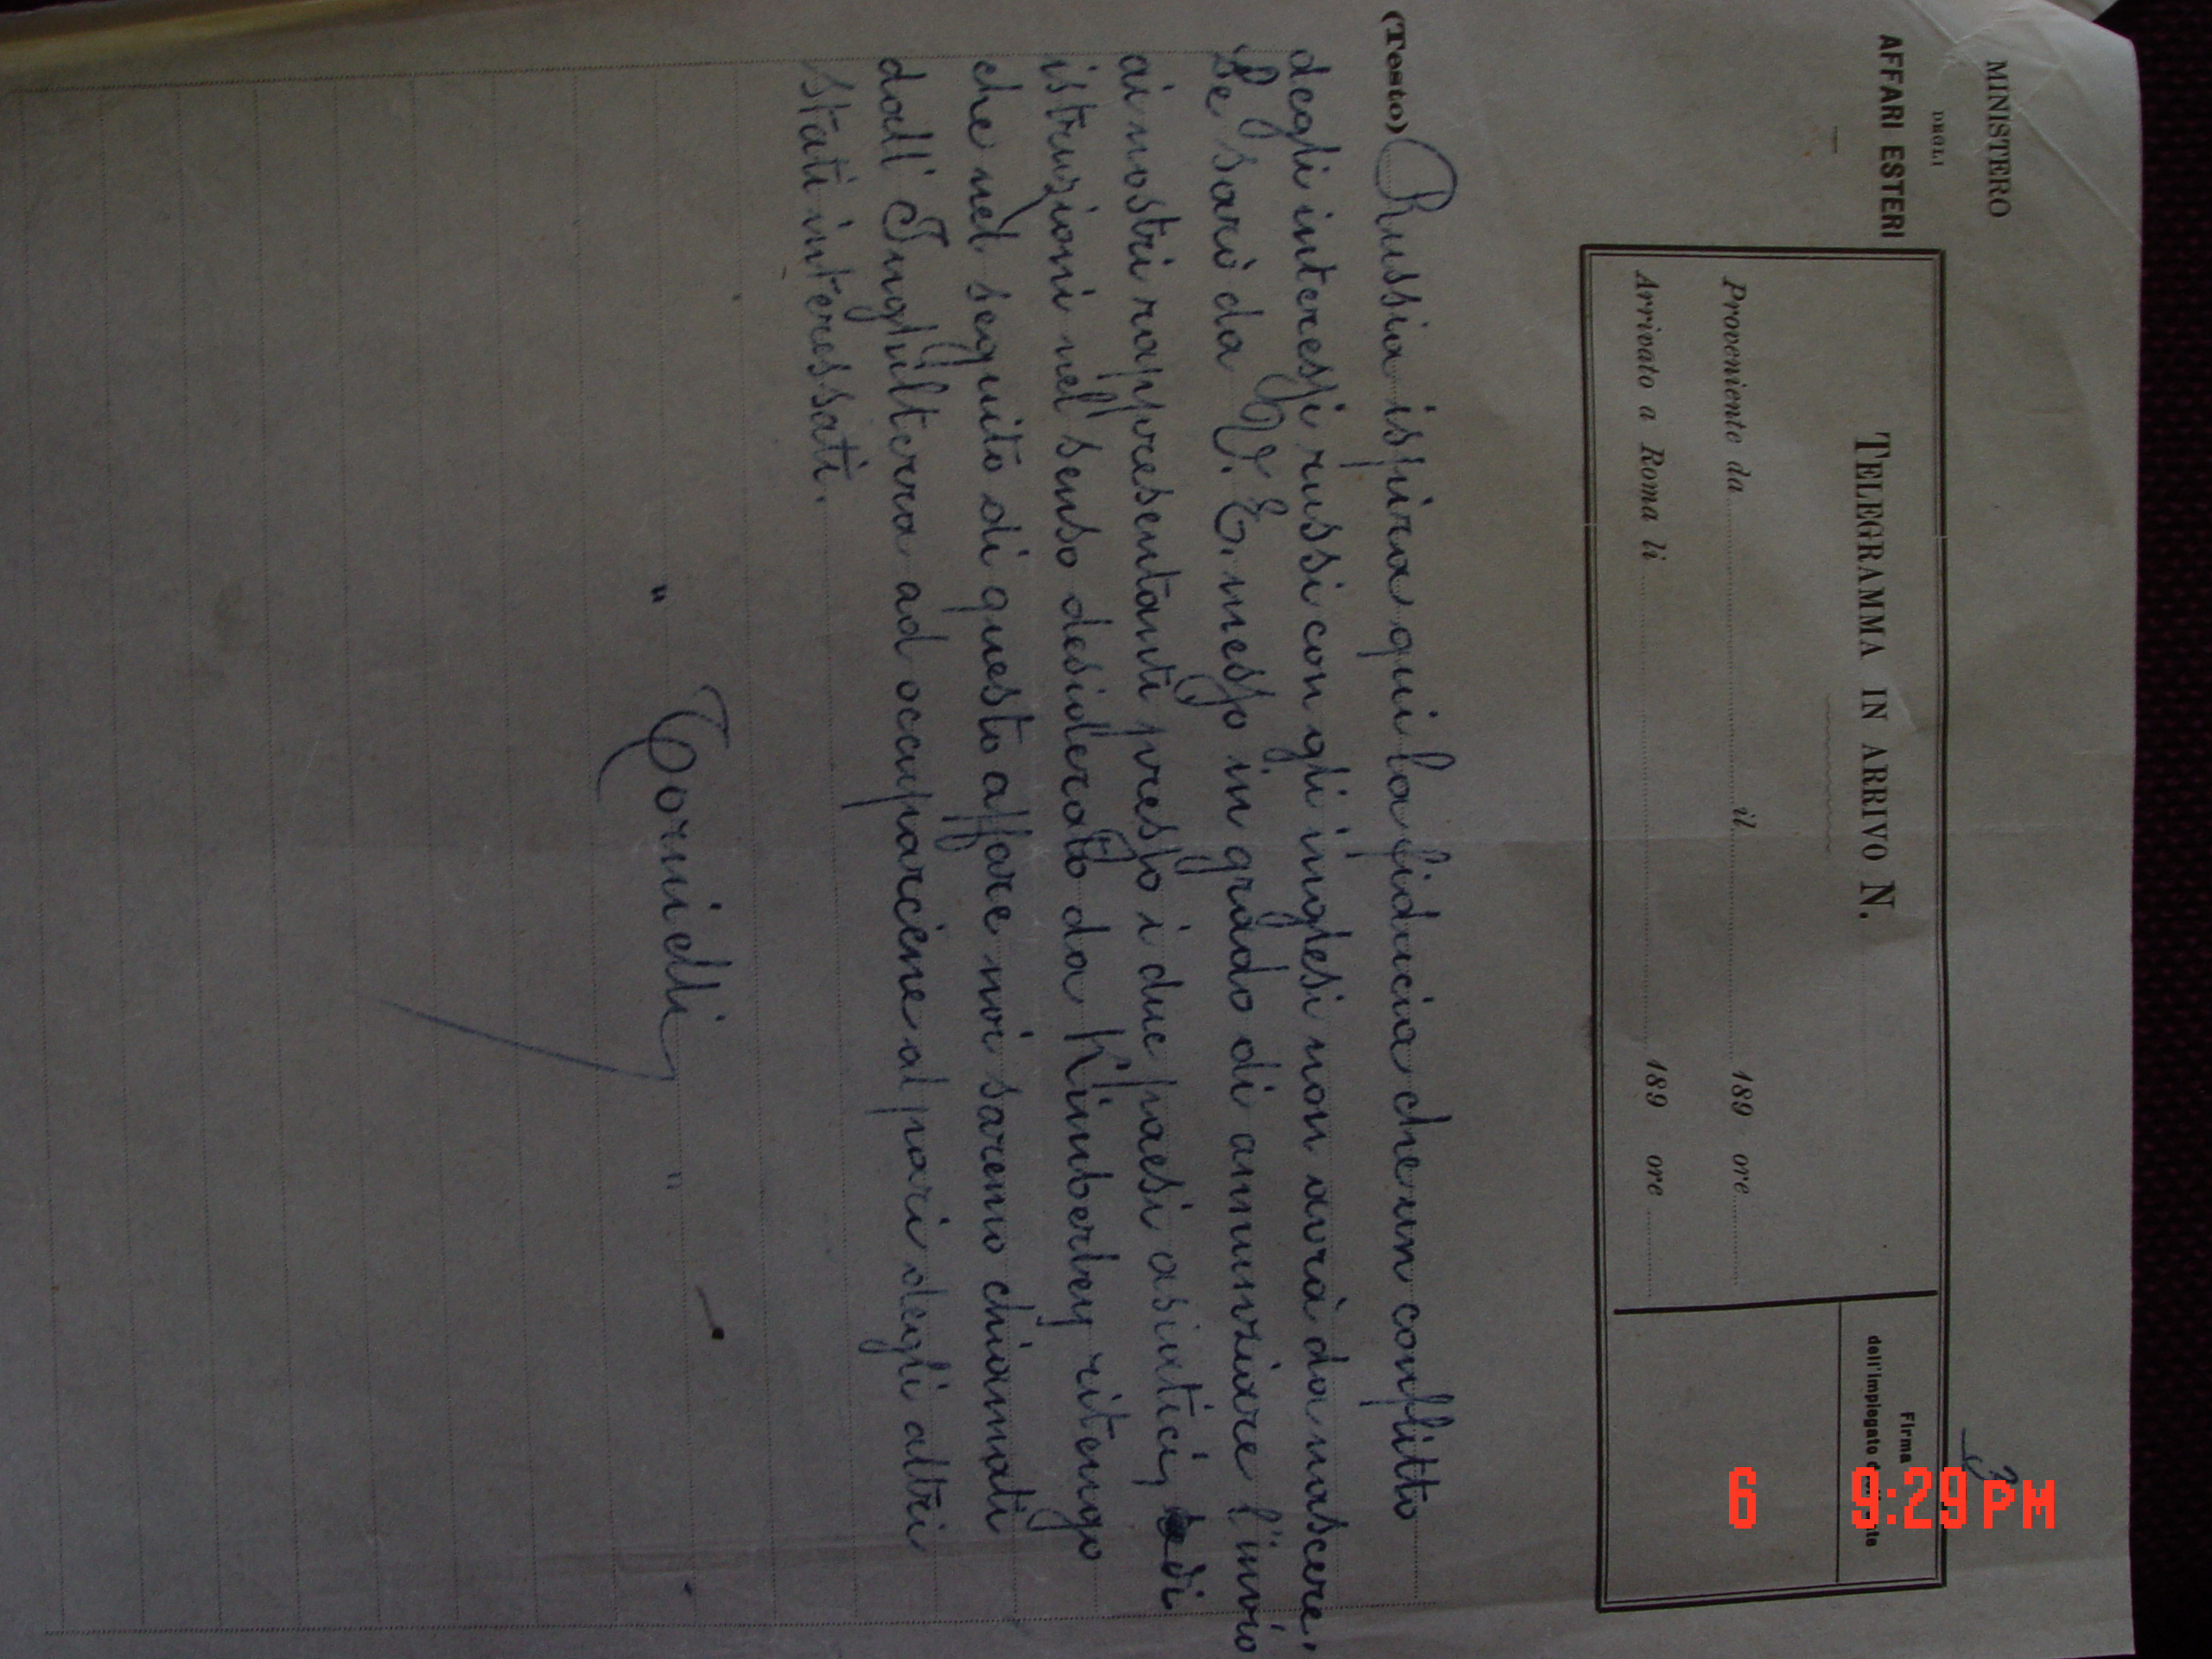 3
MINISTERO
DEGLI
AFFARI ESTERI
TELEGRAMMA IN ARRIVO N.
Proveniente da il 189 ore
Arrivato a Roma li 189 ore
Firma
dell'impiegato
(Testo) Russia ispira qui la fiducia che un conflitto
degli interessi russi con gli inglesi non avrà da nascere.
Se sarò da V. E. messo in grado di annunziare l'invio
ai nostri rappresentanti presso i due paesi asiatici, di
istruzioni nel senso desiderato da Kimberley ritengo
che nel seguito di questo affare noi saremo chiamati
dall'Inghilterra ad occuparcene al pari degli altri
stati interessati.
" Tornielli "
6 9:29 PM